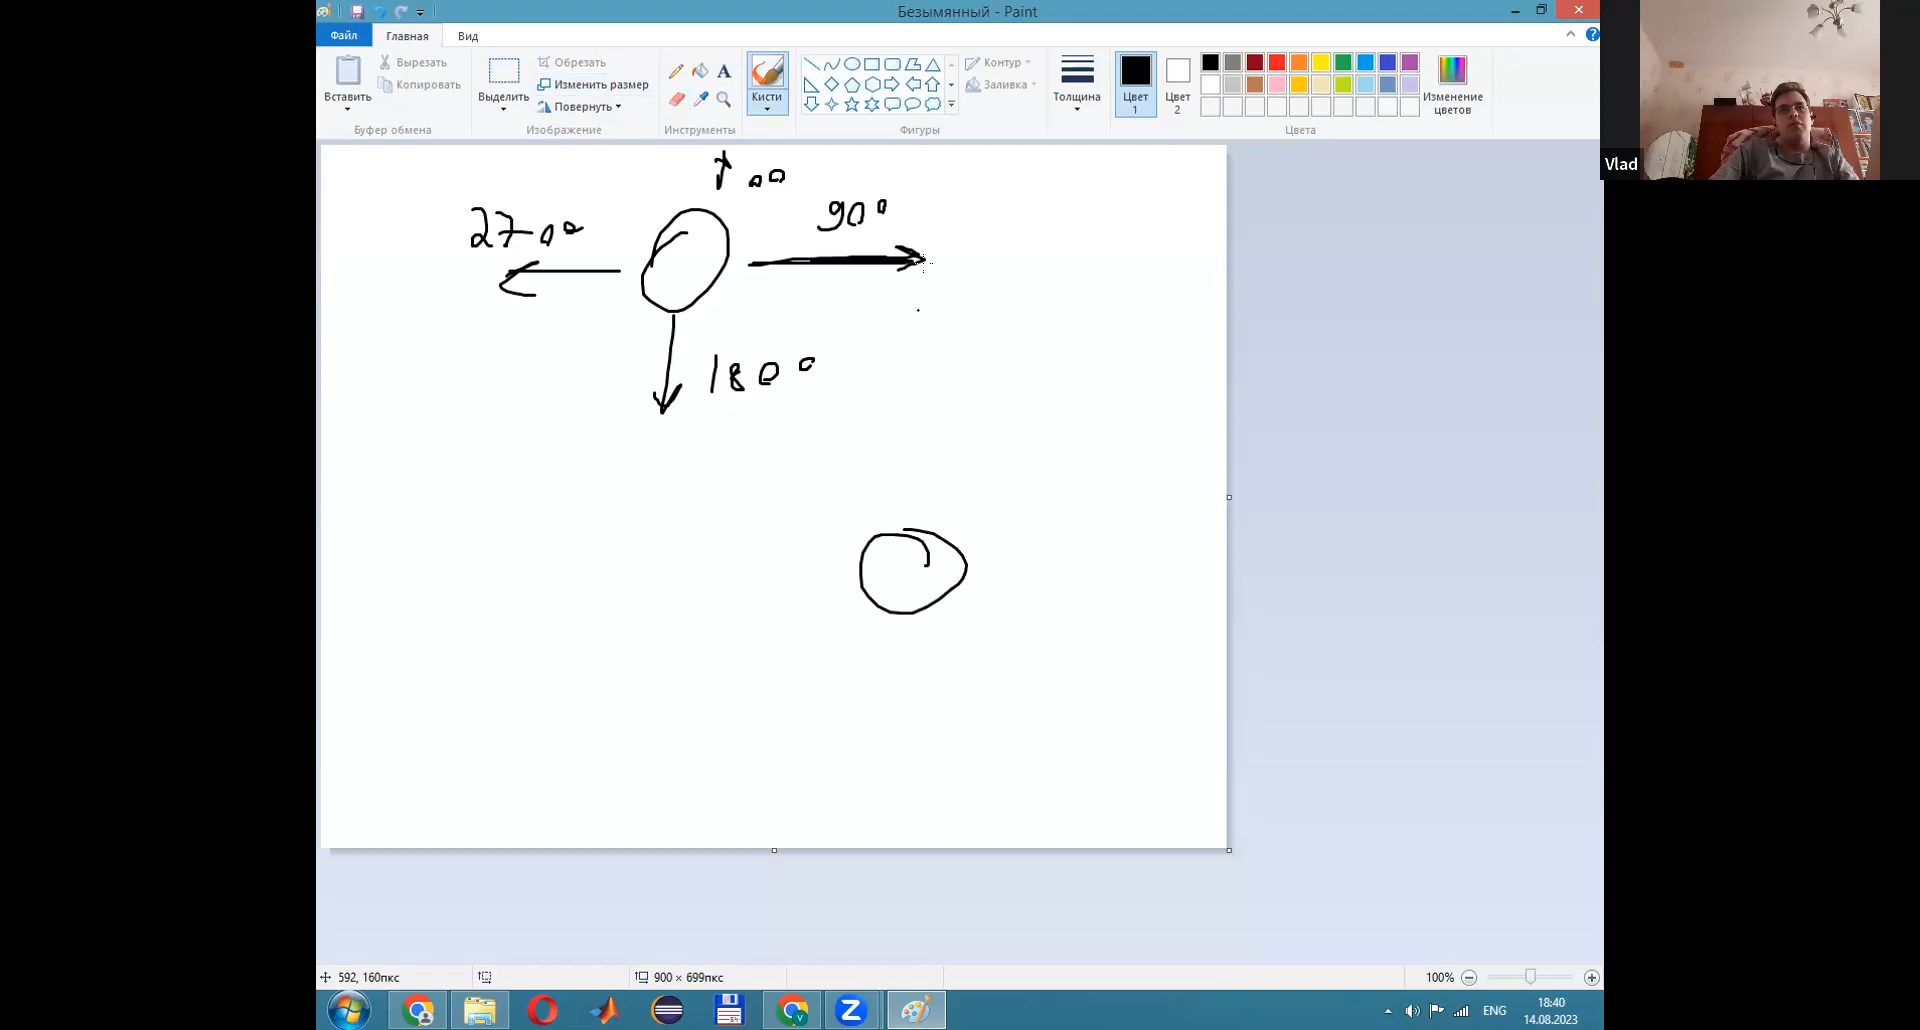 Безымянный - Paint
Файл
Главная
Вид
Вставить
Вырезать
Копировать
Буфер обмена
Выделить
Обрезать
Изменить размер
Повернуть
Изображение
A
Инструменты
Кисти
Контур
Заливка
Фигуры
Толщина
Цвет
1
Цвет
2
Изменение
цветов
Цвета
Vlad
0°
270°
90°
180°
592, 160пкс
900 × 699пкс
100%
64
V
Z
ENG
18:40
14.08.2023